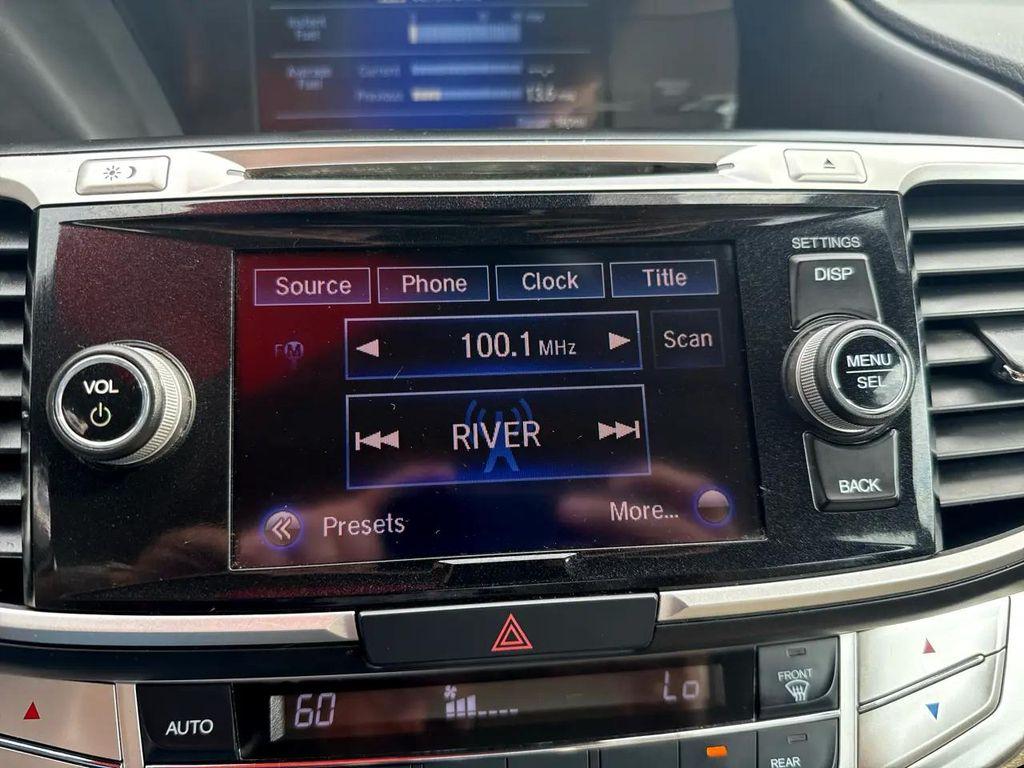 Instant
Fuel
Average
Fuel
Current
Previous
13.6
SETTINGS
DISP
Source
Phone
Clock
Title
FM
100.1 MHz
Scan
VOL
MENU
SEL
RIVER
BACK
Presets
More...
60
Lo
FRONT
AUTO
REAR